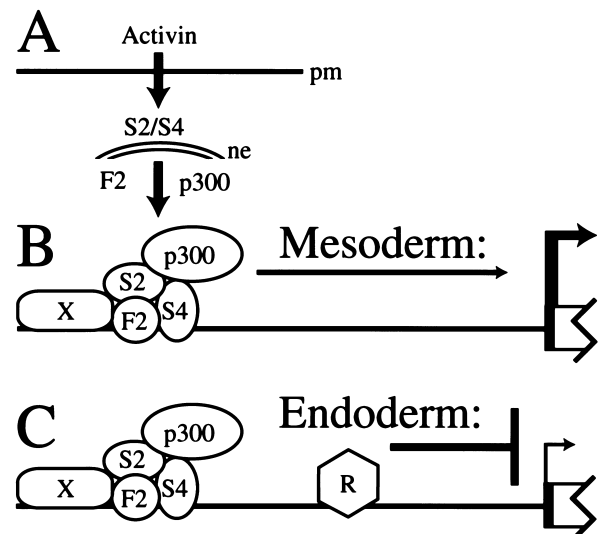 A
Activin
pm
S2/S4
ne
F2 p300
B
Mesoderm:
p300
S2
X F2 S4
C
Endoderm:
p300
S2
X F2 S4 R